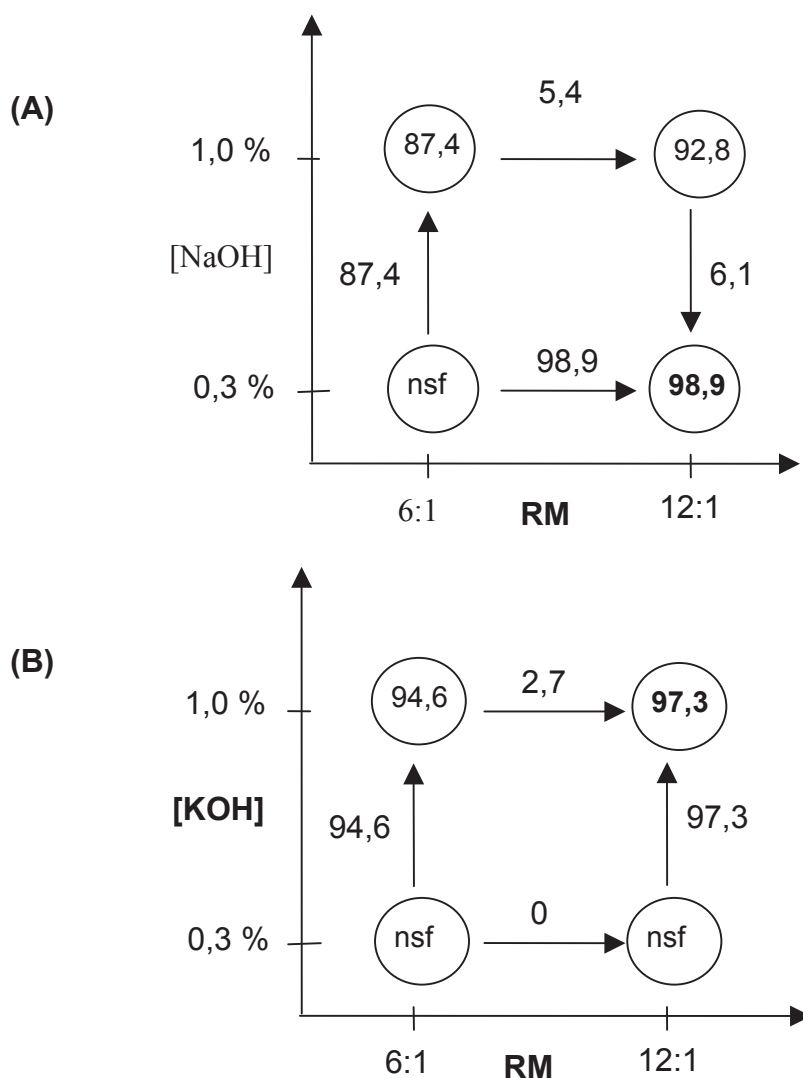 (A)
5,4
1,0 %
87,4
92,8
[NaOH]
87,4
6,1
98,9
0,3 %
nsf
98,9
6:1
RM
12:1
(B)
1,0 %
94,6
2,7
97,3
[KOH]
94,6
97,3
0
0,3 %
nsf
nsf
6:1
RM
12:1